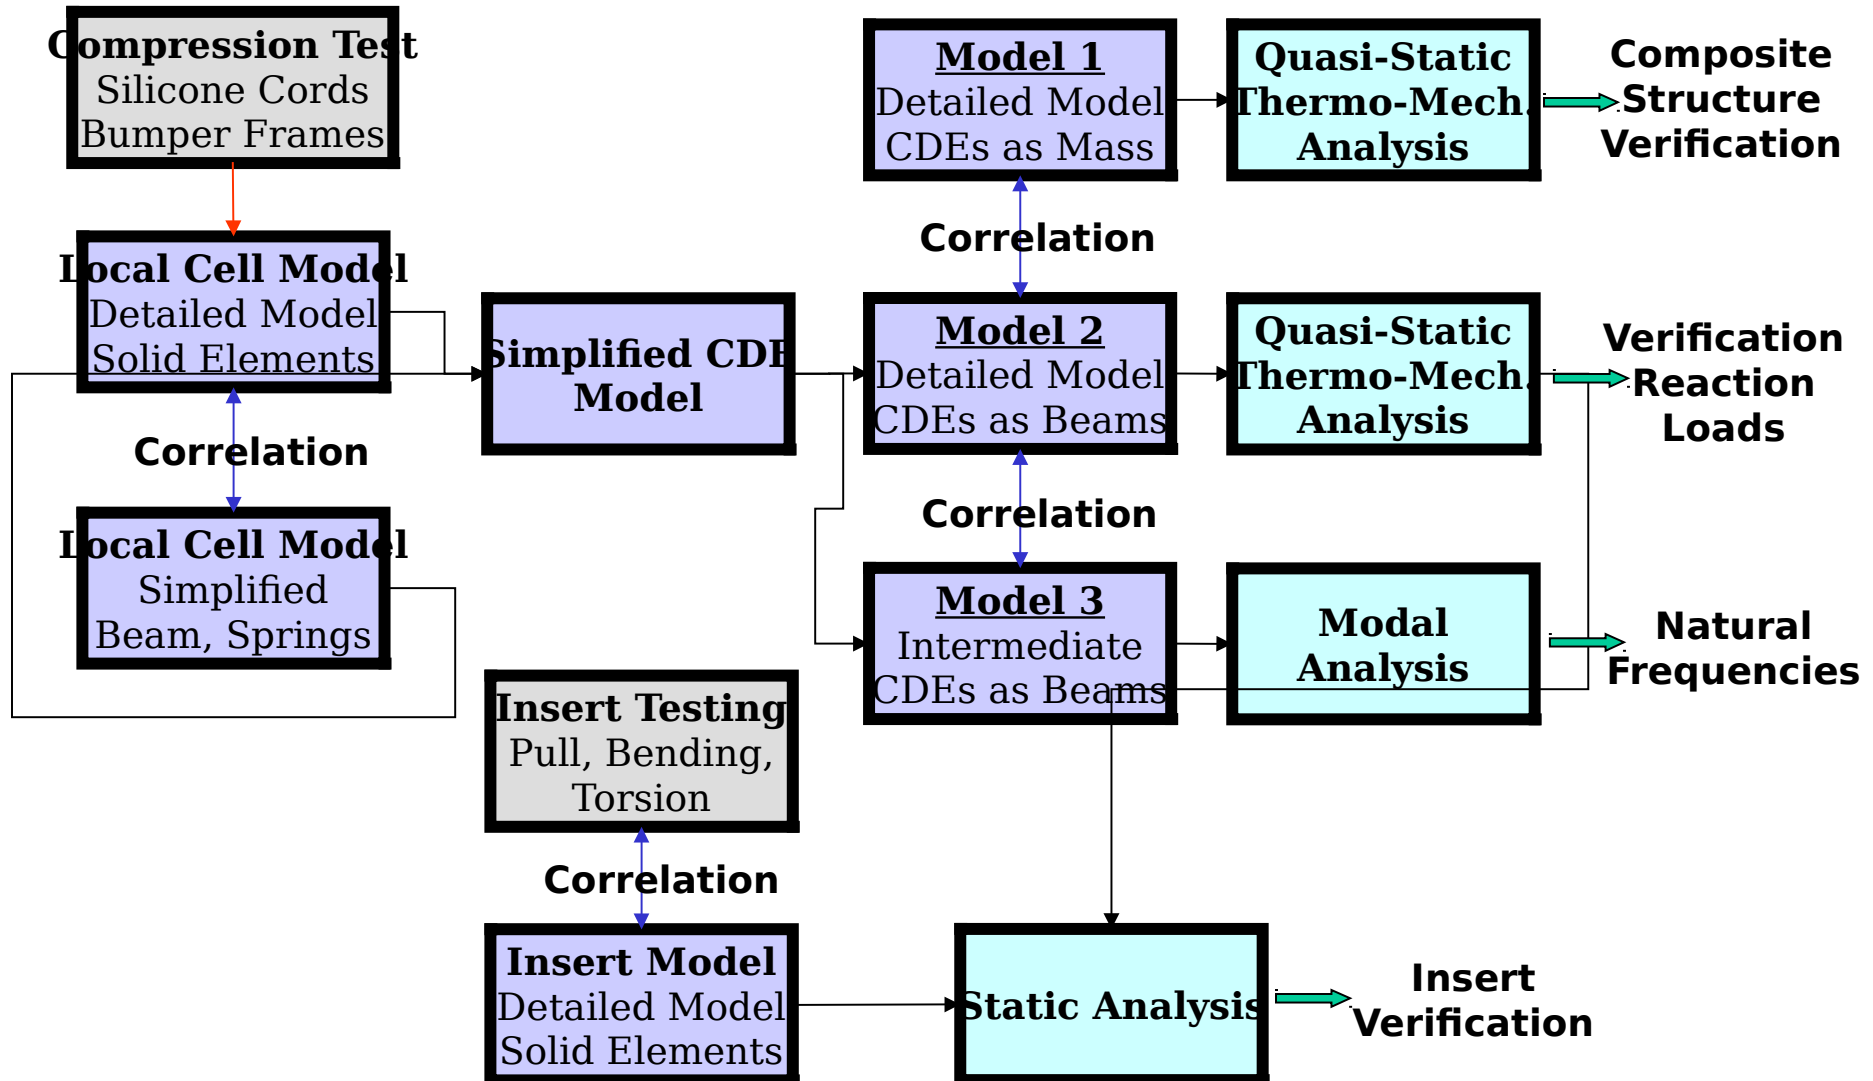 Compression Test
Silicone Cords
Bumper Frames
Model 1
Detailed Model
CDEs as Mass
Quasi-Static
Thermo-Mech.
Analysis
Composite
Structure
Verification
Correlation
Local Cell Model
Detailed Model
Solid Elements
Simplified CDE
Model
Model 2
Detailed Model
CDEs as Beams
Quasi-Static
Thermo-Mech.
Analysis
Verification
Reaction
Loads
Correlation
Correlation
Local Cell Model
Simplified
Beam, Springs
Model 3
Intermediate
CDEs as Beams
Modal
Analysis
Natural
Frequencies
Insert Testing
Pull, Bending,
Torsion
Correlation
Insert Model
Detailed Model
Solid Elements
Static Analysis
Insert
Verification